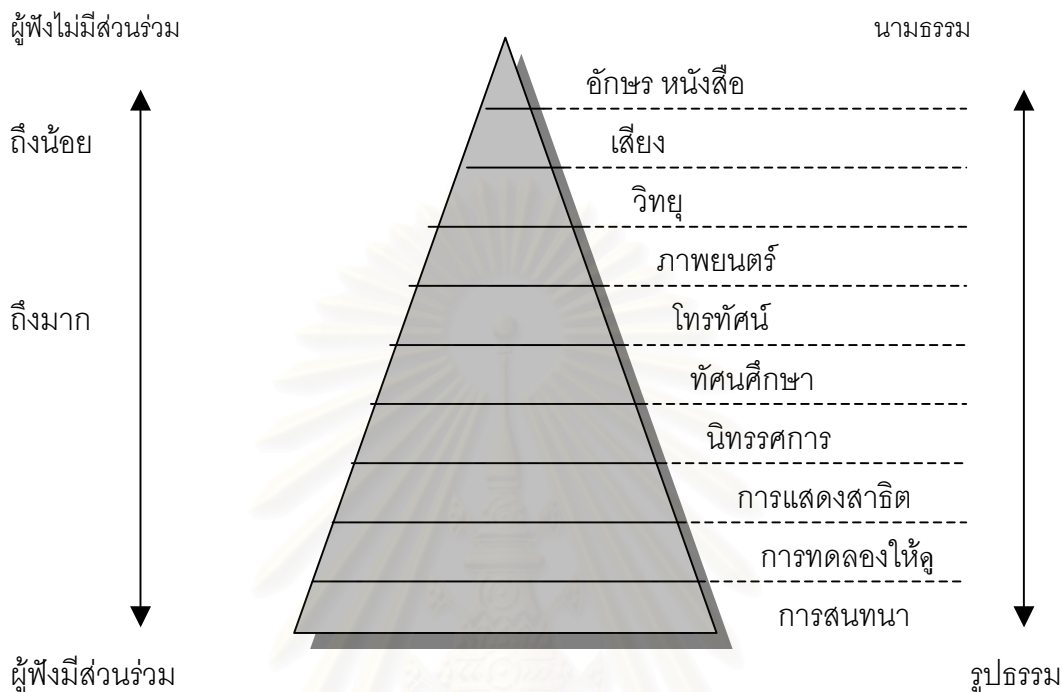 ผู้ฟังไม่มีส่วนร่วม
นามธรรม
อักษร หนังสือ
ถึงน้อย
เสียง
วิทยุ
ภาพยนตร์
ถึงมาก
โทรทัศน์
ทัศนศึกษา
นิทรรศการ
การแสดงสาธิต
การทดลองให้ดู
การสนทนา
ผู้ฟังมีส่วนร่วม
รูปธรรม